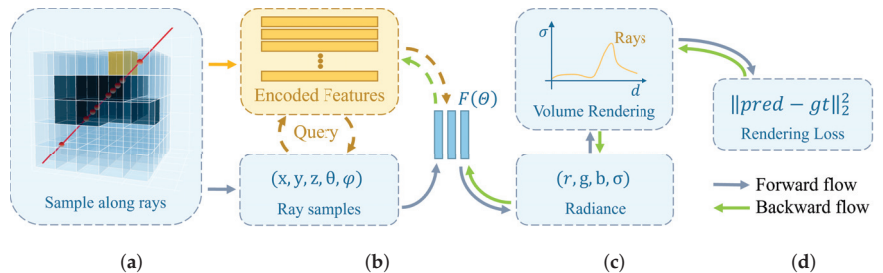 Sample along rays
Encoded Features
Query
(x, y, z, θ, φ)
Ray samples
F(Θ)
σ
Rays
d
Volume Rendering
(r, g, b, σ)
Radiance
‖pred − gt‖₂²
Rendering Loss
Forward flow
Backward flow
(a)
(b)
(c)
(d)